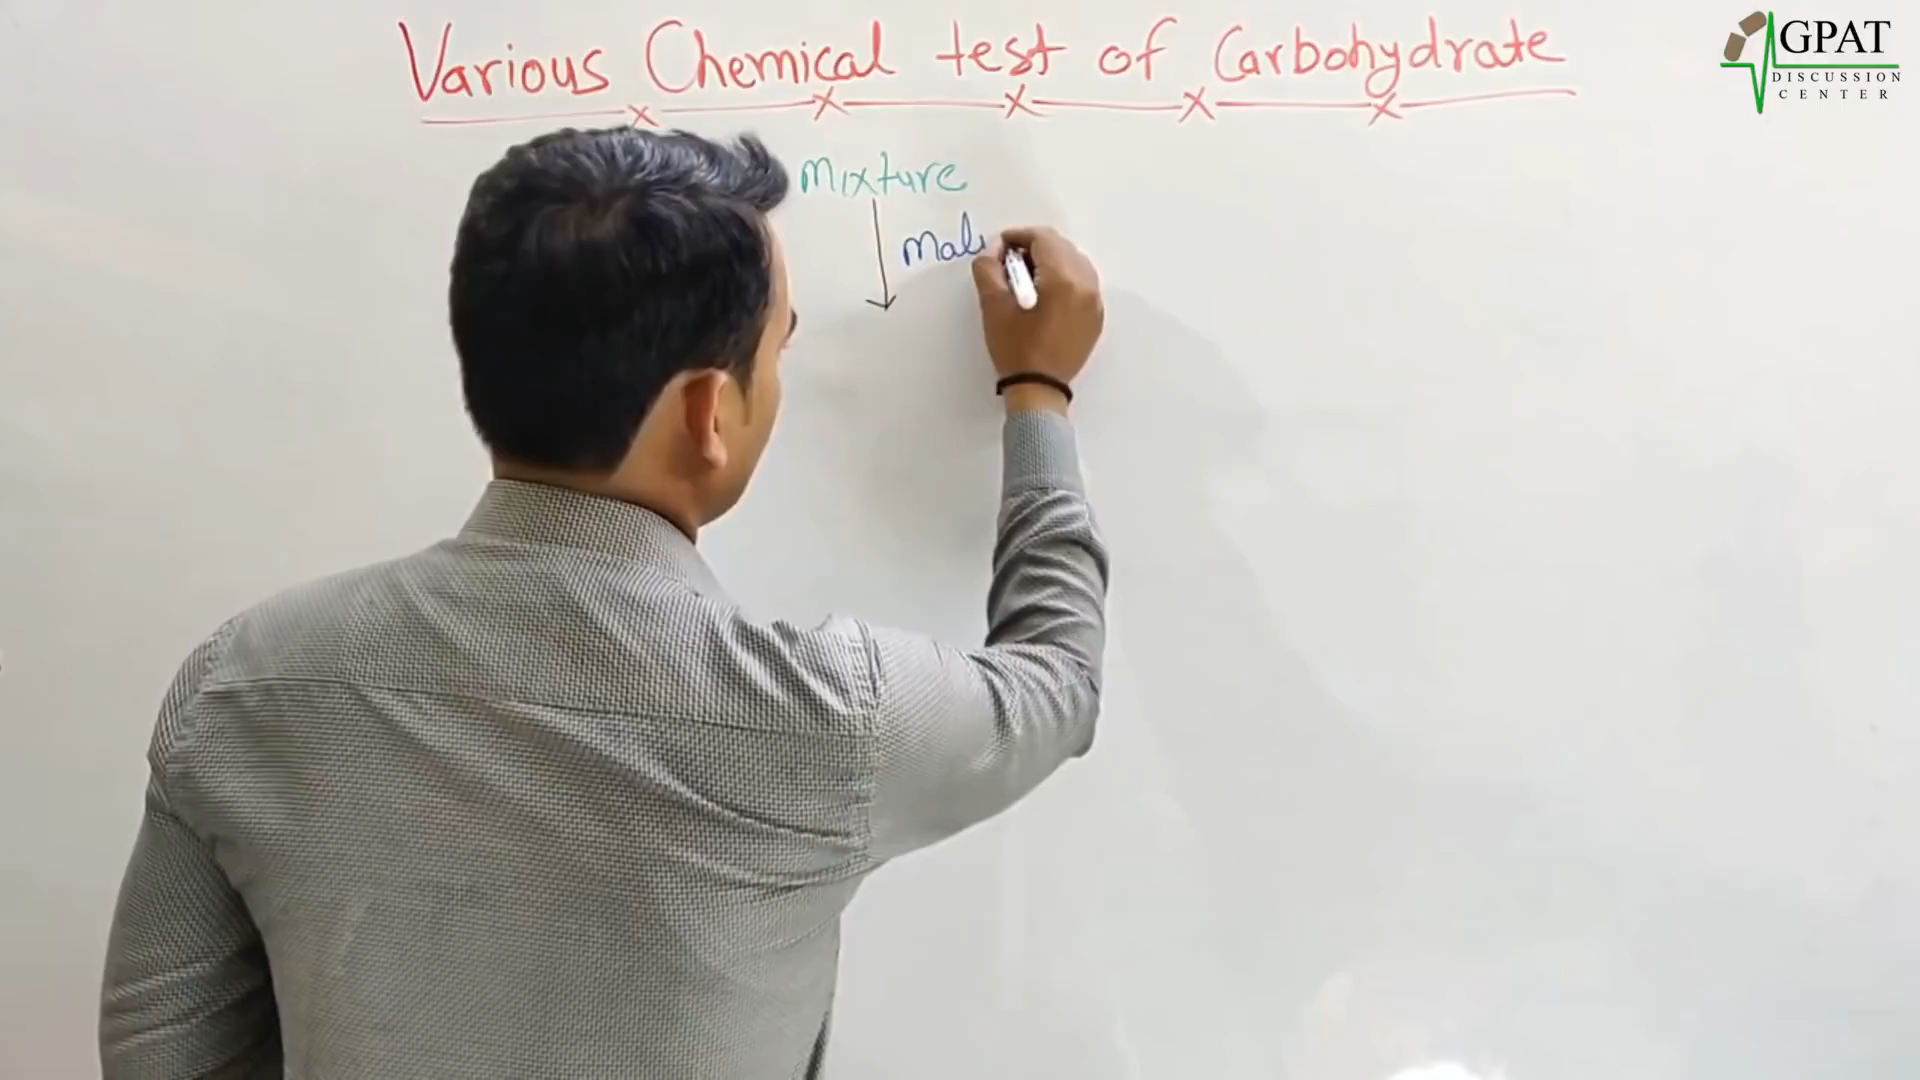 Various Chemical test of Carbohydrate
GPAT
DISCUSSION
CENTER
Mixture